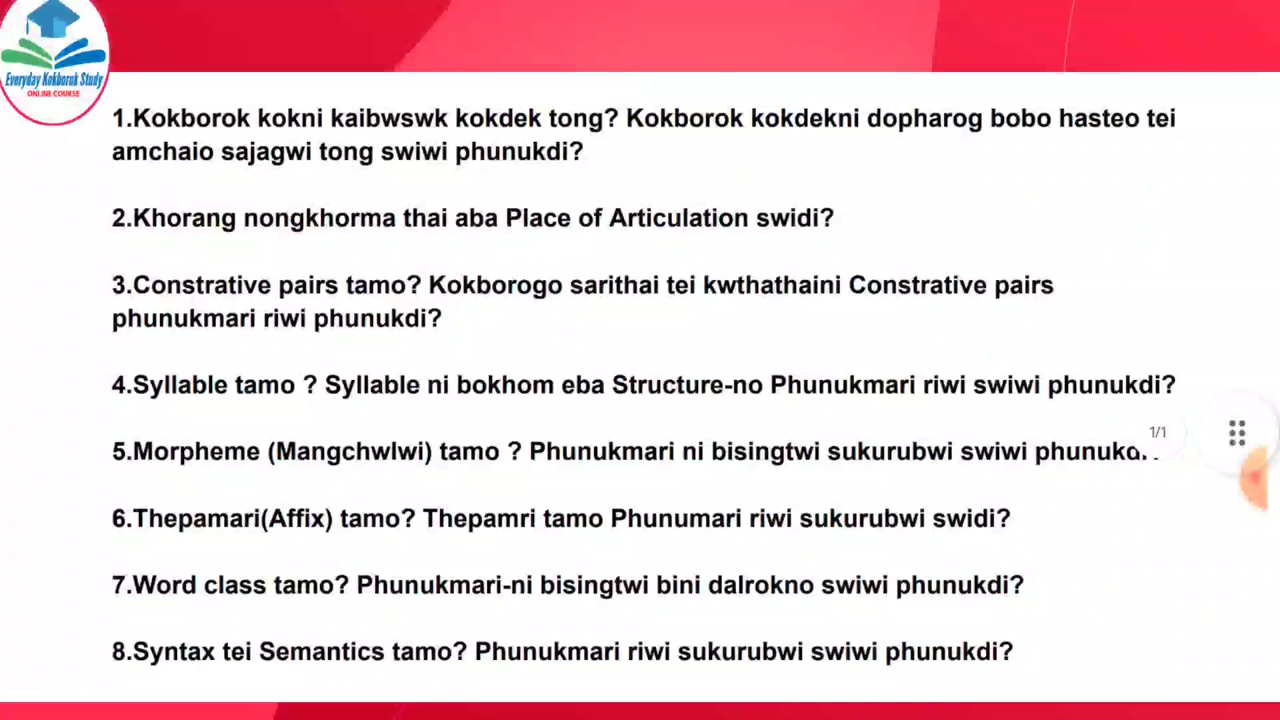 Everyday Kokborok Study
ONLINE COURSE
1.Kokborok kokni kaibwswk kokdek tong? Kokborok kokdekni dopharog bobo hasteo tei
amchaio sajagwi tong swiwi phunukdi?
2.Khorang nongkhorma thai aba Place of Articulation swidi?
3.Constrative pairs tamo? Kokborogo sarithai tei kwthathaini Constrative pairs
phunukmari riwi phunukdi?
4.Syllable tamo ? Syllable ni bokhom eba Structure-no Phunukmari riwi swiwi phunukdi?
1/1
5.Morpheme (Mangchwlwi) tamo ? Phunukmari ni bisingtwi sukurubwi swiwi
6.Thepamari(Affix) tamo? Thepamri tamo Phunumari riwi sukurubwi swidi?
7.Word class tamo? Phunukmari-ni bisingtwi bini dalrokno swiwi phunukdi?
8.Syntax tei Semantics tamo? Phunukmari riwi sukurubwi swiwi phunukdi?